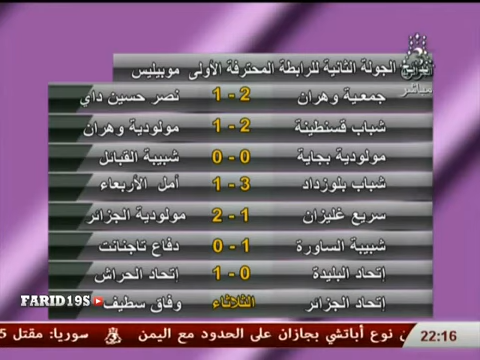 نتائج الجولة الثانية للرابطة المحترفة الأولى موبيليس
جمعية وهران 2 - 1 نصر حسين داي
شباب قسنطينة 2 - 1 مولودية وهران
مولودية بجاية 0 - 0 شبيبة القبائل
شباب بلوزداد 3 - 1 أمل الأربعاء
سريع غليزان 1 - 2 مولودية الجزائر
شبيبة الساورة 1 - 0 دفاع تاجنانت
إتحاد البليدة 0 - 1 إتحاد الحراش
إتحاد الجزائر الثلاثاء وفاق سطيف
مباشر
FARID19S
22:16 من نوع أباتشي بجازان على الحدود مع اليمن سوريا: مقتل 5